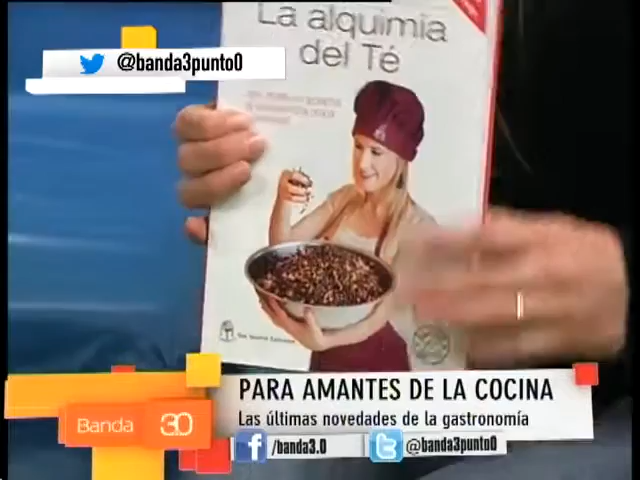 La alquimia
del Té
@banda3punto0
PARA AMANTES DE LA COCINA
Las últimas novedades de la gastronomía
Banda 3.0
/banda3.0 @banda3punto0